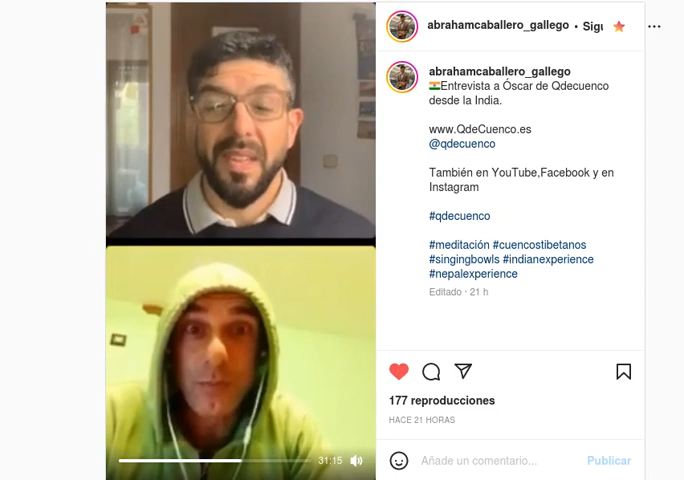 abrahamcaballero_gallego • Sigu
abrahamcaballero_gallego
🇮🇳Entrevista a Óscar de Qdecuenco
desde la India.
www.QdeCuenco.es
@qdecuenco
También en YouTube,Facebook y en
Instagram
#qdecuenco
#meditación #cuencostibetanos
#singingbowls #indianexperience
#nepalexperience
Editado · 21 h
177 reproducciones
HACE 21 HORAS
31:15
Añade un comentario...
Publicar